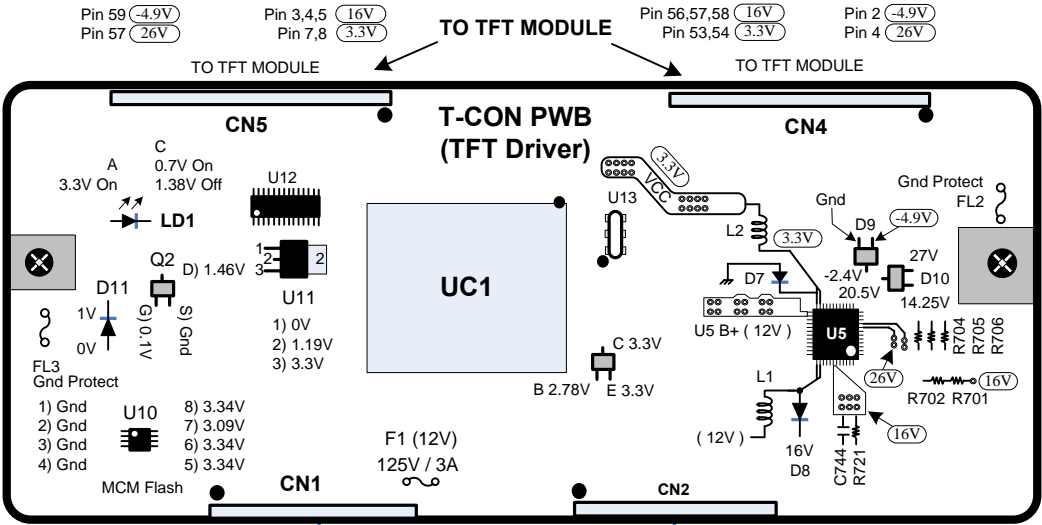 Pin 59 -4.9V
Pin 57 26V
Pin 3,4,5 16V
Pin 7,8 3.3V
TO TFT MODULE
Pin 56,57,58 16V
Pin 53,54 3.3V
Pin 2 -4.9V
Pin 4 26V
TO TFT MODULE
TO TFT MODULE
CN5
T-CON PWB
(TFT Driver)
CN4
A
3.3V On
C
0.7V On
1.38V Off
LD1
U12
1
2
3
2
U11
1) 0V
2) 1.19V
3) 3.3V
Q2
D) 1.46V
G) 0.1V
S) Gnd
D11
1V
0V
FL3
Gnd Protect
1) Gnd
2) Gnd
3) Gnd
4) Gnd
U10
8) 3.34V
7) 3.09V
6) 3.34V
5) 3.34V
MCM Flash
UC1
U13
VCC
3.3V
L2
3.3V
Gnd
D9
-4.9V
Gnd Protect
FL2
-2.4V
27V
D10
20.5V
14.25V
D7
U5 B+ ( 12V )
U5
R704
R705
R706
26V
R702 R701
16V
C 3.3V
B 2.78V
E 3.3V
L1
( 12V )
16V
D8
C744
R721
16V
F1 (12V)
125V / 3A
CN1
CN2